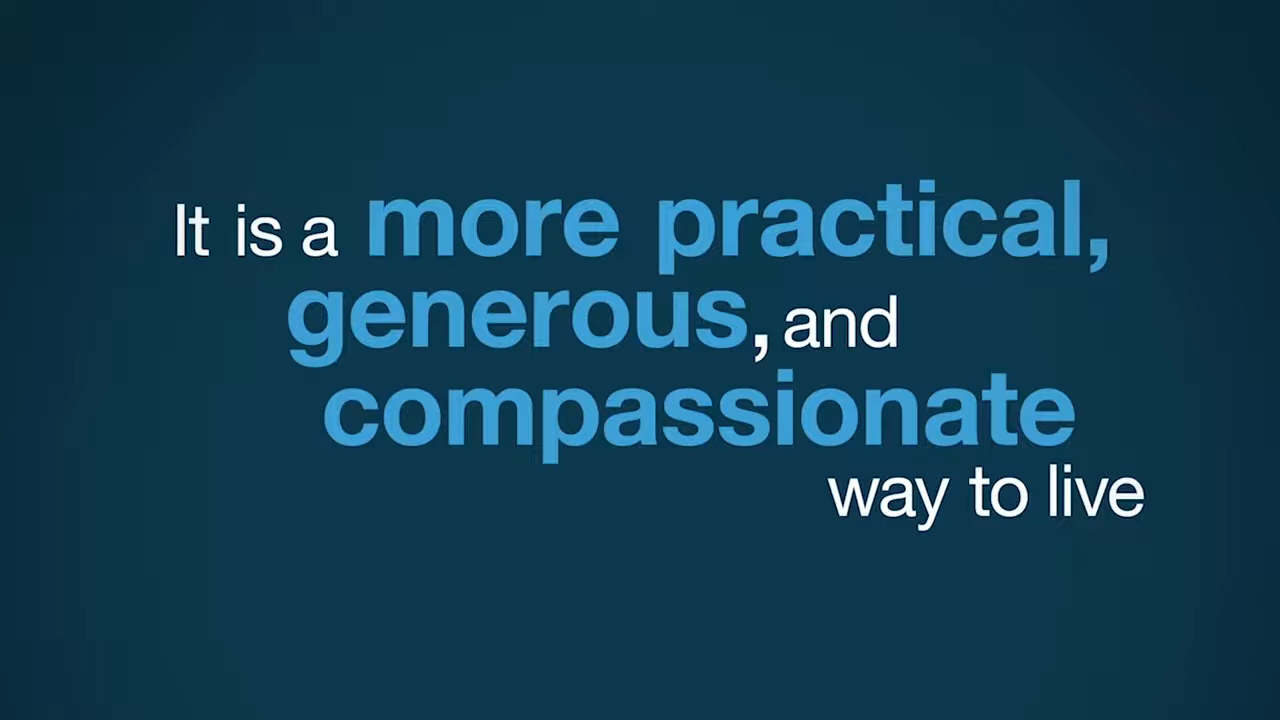 It is a more practical,
generous, and
compassionate
way to live